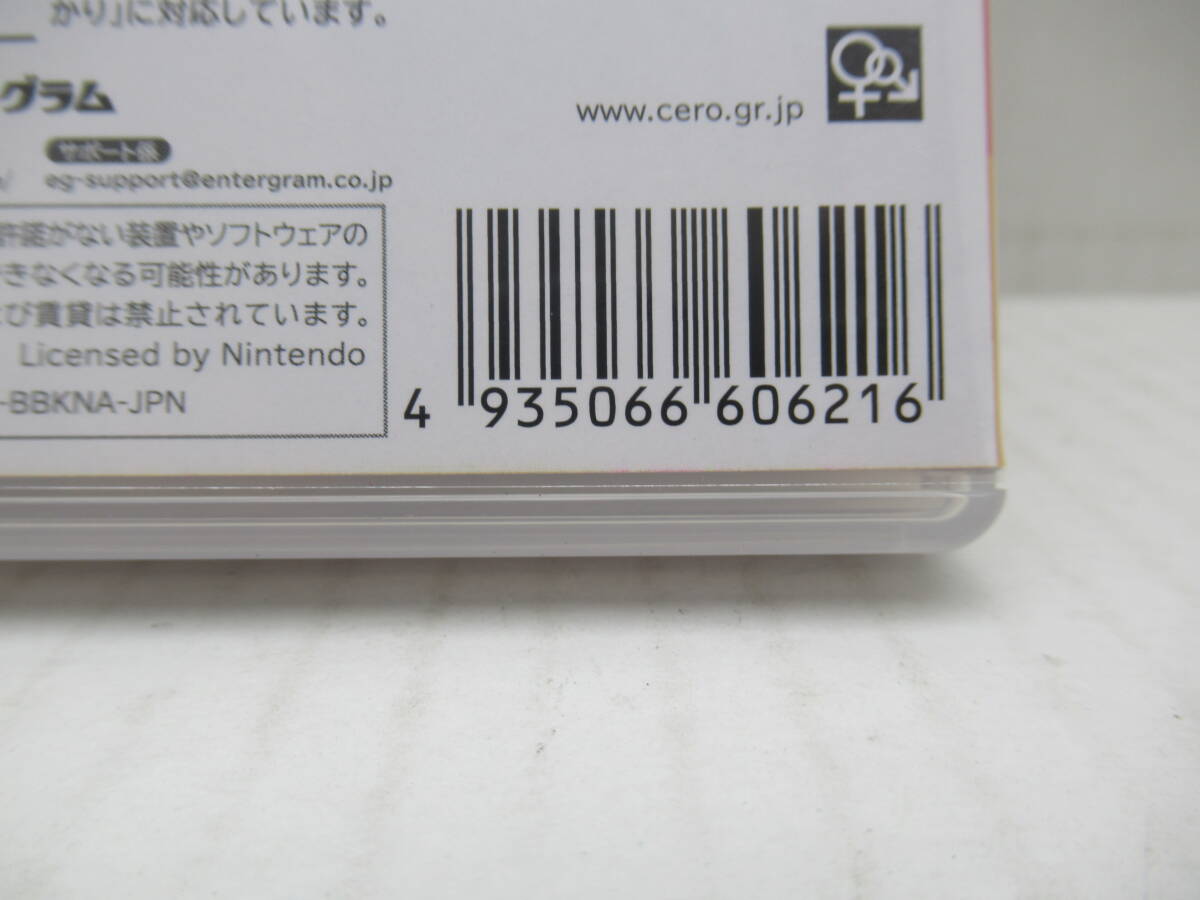 かり」に対応しています。
グラム
www.cero.gr.jp
サポート係
eg-support@entergram.co.jp
許諾がない装置やソフトウェアの
きなくなる可能性があります。
び賃貸は禁止されています。
Licensed by Nintendo
-BBKNA-JPN
4 935066 606216